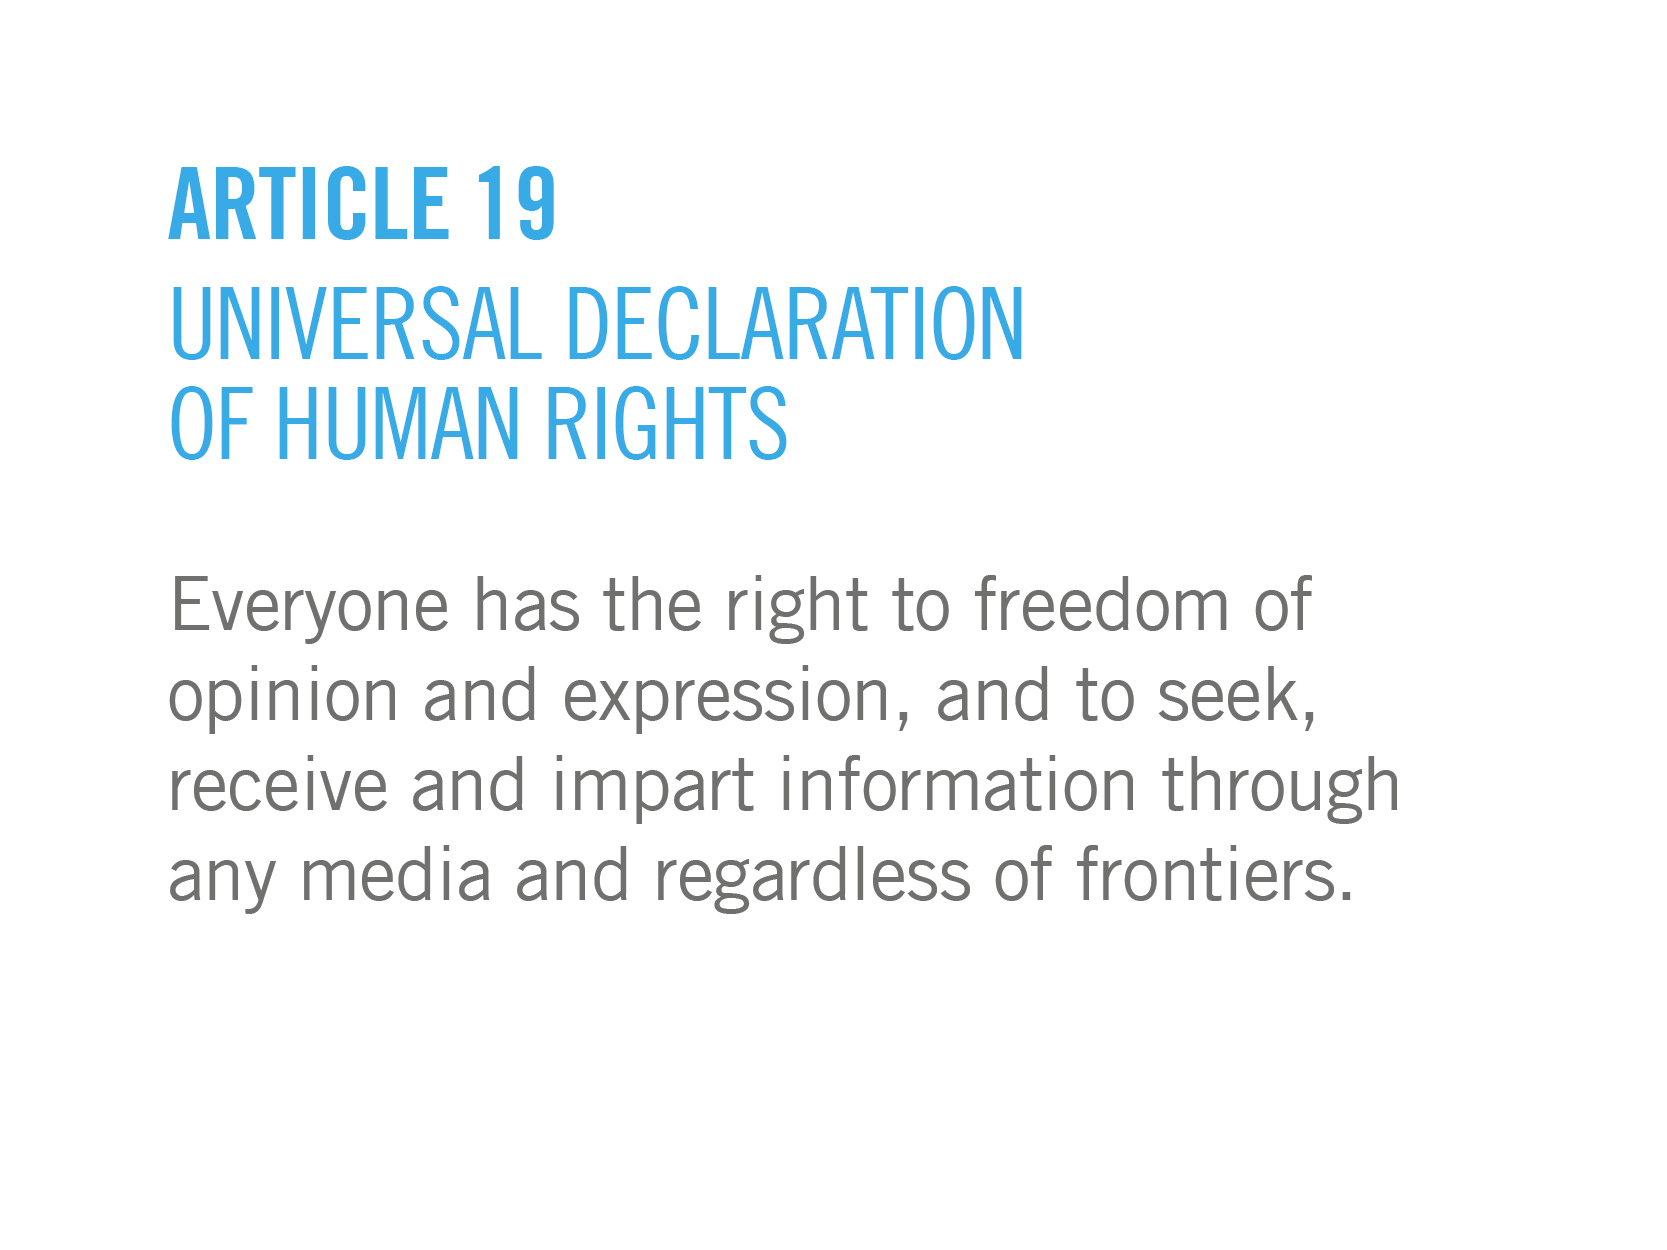 ARTICLE 19
UNIVERSAL DECLARATION
OF HUMAN RIGHTS
Everyone has the right to freedom of
opinion and expression, and to seek,
receive and impart information through
any media and regardless of frontiers.